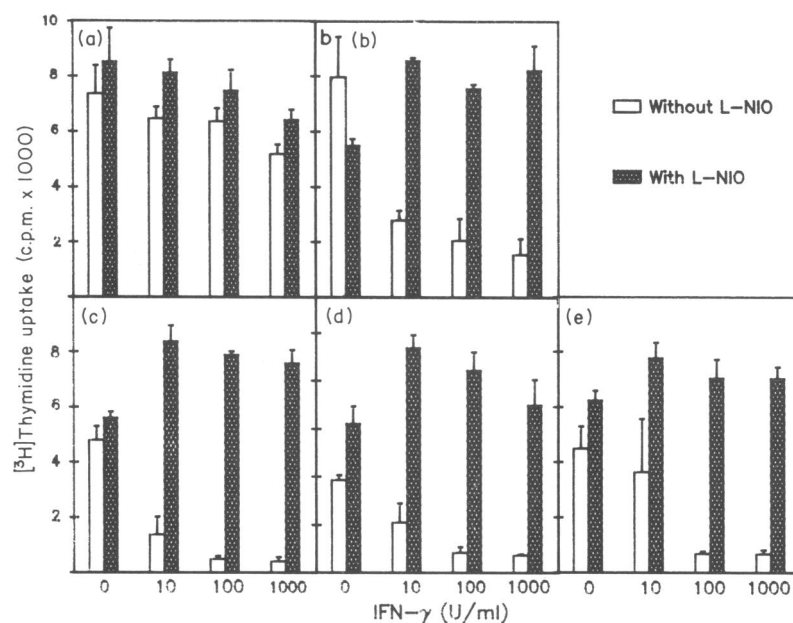 10
(a)
b (b)
8
6
4
2
Without L-NIO
With L-NIO
[³H]Thymidine uptake (c.p.m. x 1000)
(c)
(d)
(e)
8
6
4
2
0 10 100 1000 0 10 100 1000 0 10 100 1000
IFN-γ (U/ml)